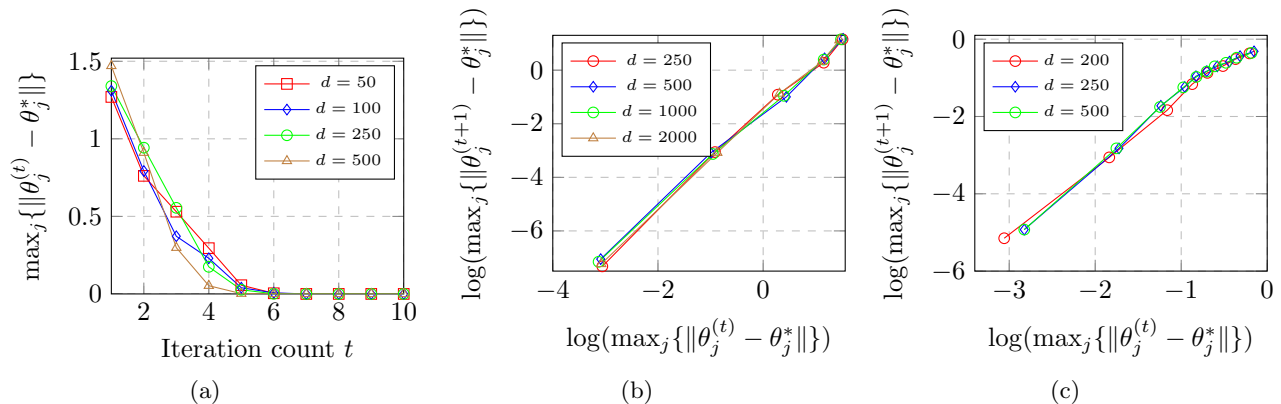 max_j{‖θ_j^{(t)} − θ_j^*‖}
1.5
1
0.5
0
2 4 6 8 10
Iteration count t
d = 50
d = 100
d = 250
d = 500
(a)
log(max_j{‖θ_j^{(t+1)} − θ_j^*‖})
0
−2
−4
−6
−4 −2 0
log(max_j{‖θ_j^{(t)} − θ_j^*‖})
d = 250
d = 500
d = 1000
d = 2000
(b)
log(max_j{‖θ_j^{(t+1)} − θ_j^*‖})
0
−2
−4
−6
−3 −2 −1 0
log(max_j{‖θ_j^{(t)} − θ_j^*‖})
d = 200
d = 250
d = 500
(c)